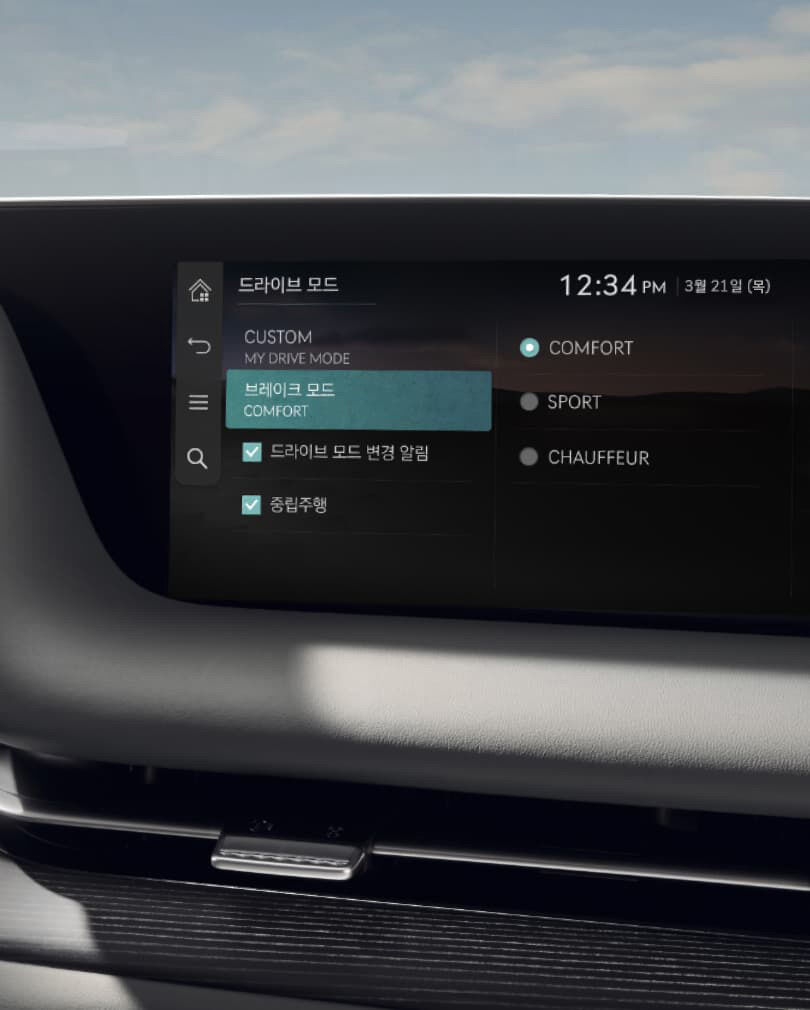 드라이브 모드
12:34 PM 3월 21일 (목)
CUSTOM
MY DRIVE MODE
브레이크 모드
COMFORT
드라이브 모드 변경 알림
중립주행
COMFORT
SPORT
CHAUFFEUR